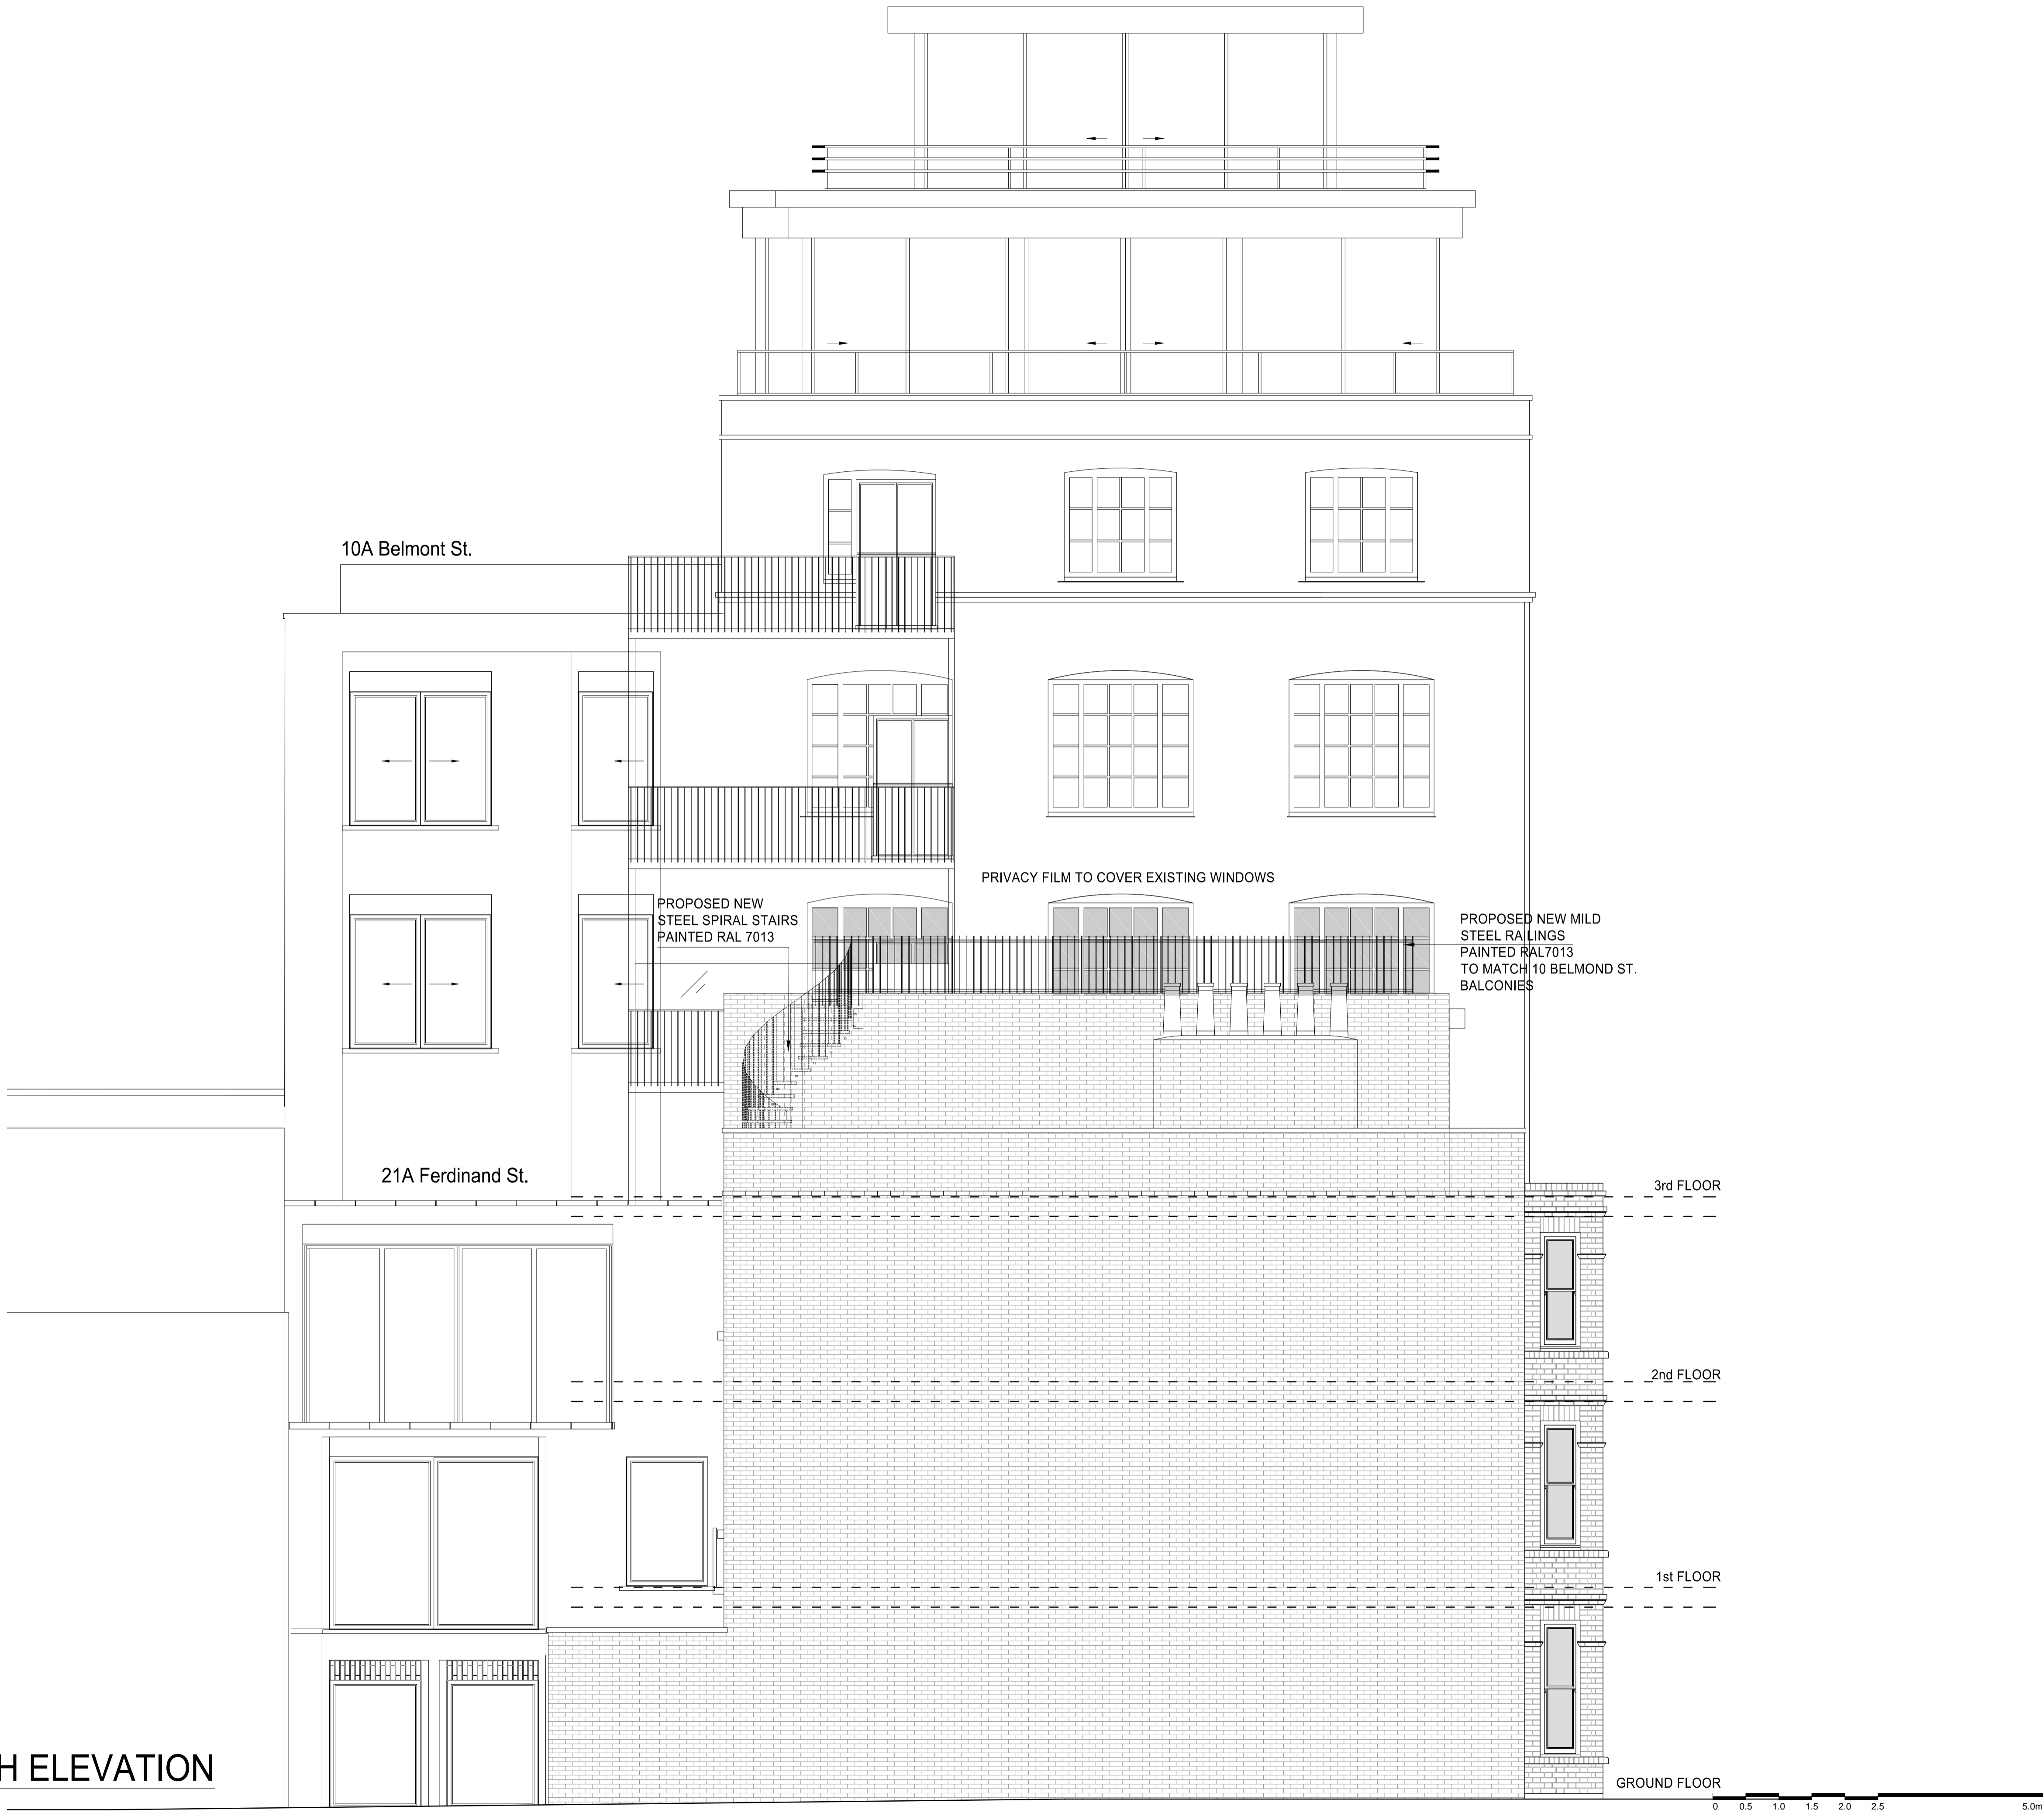 10A Belmont St.
PRIVACY FILM TO COVER EXISTING WINDOWS
PROPOSED NEW
STEEL SPIRAL STAIRS
PAINTED RAL 7013
PROPOSED NEW MILD
STEEL RAILINGS
PAINTED RAL7013
TO MATCH 10 BELMOND ST.
BALCONIES
21A Ferdinand St.
3rd FLOOR
2nd FLOOR
1st FLOOR
H ELEVATION
GROUND FLOOR
0 0.5 1.0 1.5 2.0 2.5 5.0m